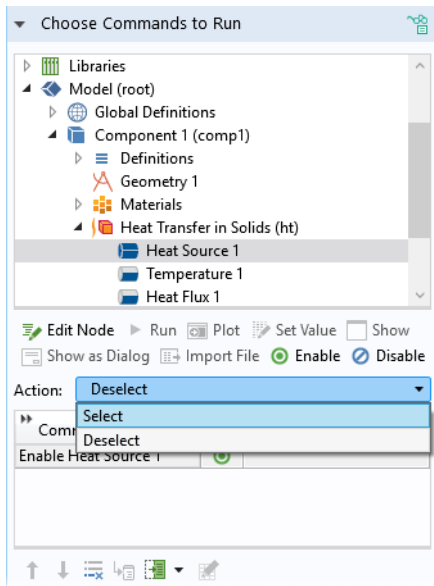 Choose Commands to Run
Libraries
Model (root)
Global Definitions
Component 1 (comp1)
Definitions
Geometry 1
Materials
Heat Transfer in Solids (ht)
Heat Source 1
Temperature 1
Heat Flux 1
Edit Node Run Plot Set Value Show
Show as Dialog Import File Enable Disable
Action: Deselect
Select
Deselect
Enable Heat Source 1